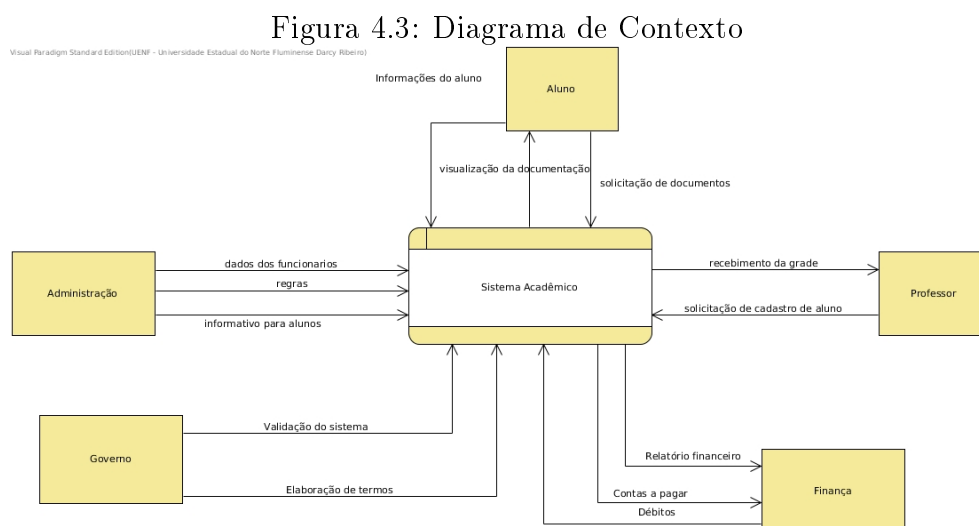 Figura 4.3: Diagrama de Contexto
Visual Paradigm Standard Edition(UENF - Universidade Estadual do Norte Fluminense Darcy Ribeiro)
Informações do aluno
Aluno
visualização da documentação
solicitação de documentos
dados dos funcionarios
regras
informativo para alunos
Administração
Sistema Acadêmico
recebimento da grade
solicitação de cadastro de aluno
Professor
Governo
Validação do sistema
Elaboração de termos
Relatório financeiro
Contas a pagar
Débitos
Finança